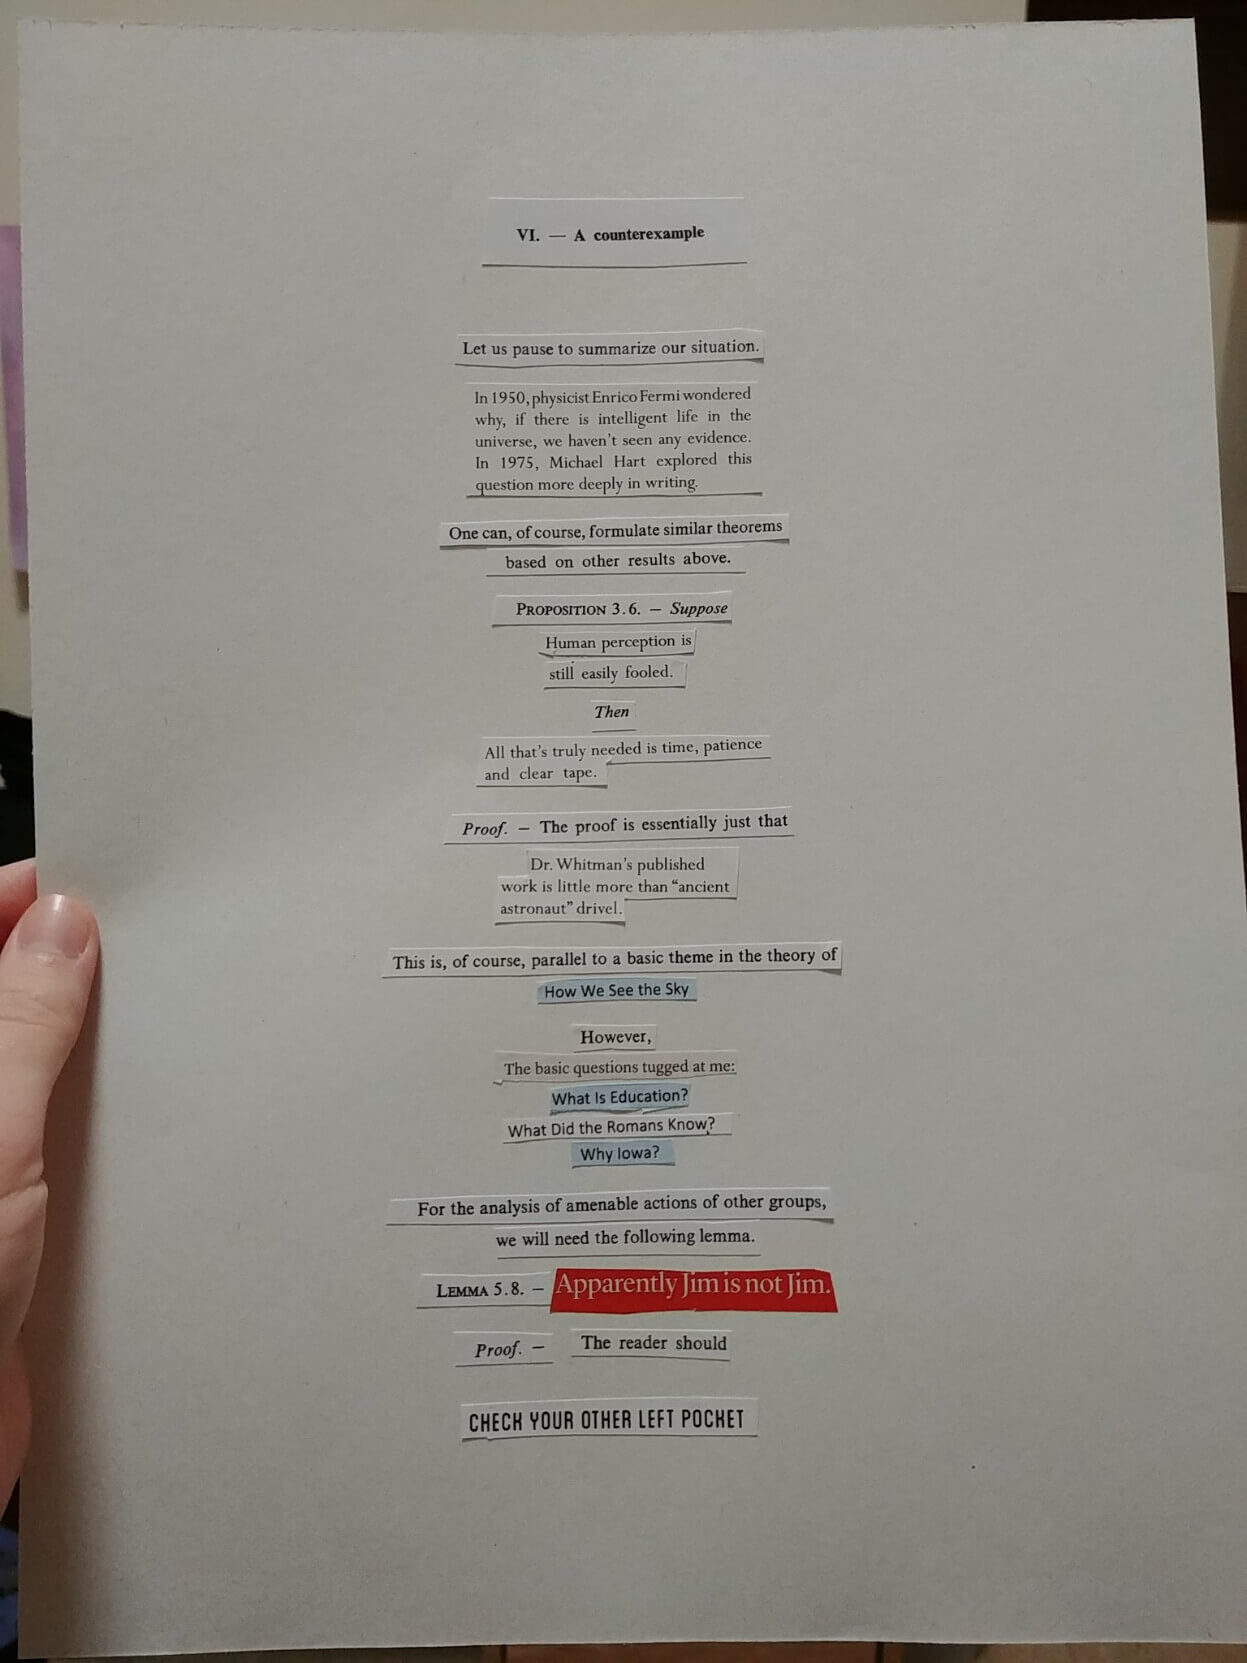 VI. — A counterexample
Let us pause to summarize our situation.
In 1950, physicist Enrico Fermi wondered
why, if there is intelligent life in the
universe, we haven't seen any evidence.
In 1975, Michael Hart explored this
question more deeply in writing.
One can, of course, formulate similar theorems
based on other results above.
PROPOSITION 3.6. — Suppose
Human perception is
still easily fooled.
Then
All that's truly needed is time, patience
and clear tape.
Proof. — The proof is essentially just that
Dr. Whitman's published
work is little more than “ancient
astronaut” drivel.
This is, of course, parallel to a basic theme in the theory of
How We See the Sky
However,
The basic questions tugged at me:
What Is Education?
What Did the Romans Know?
Why Iowa?
For the analysis of amenable actions of other groups,
we will need the following lemma.
LEMMA 5.8. — Apparently Jim is not Jim.
Proof. — The reader should
CHECK YOUR OTHER LEFT POCKET